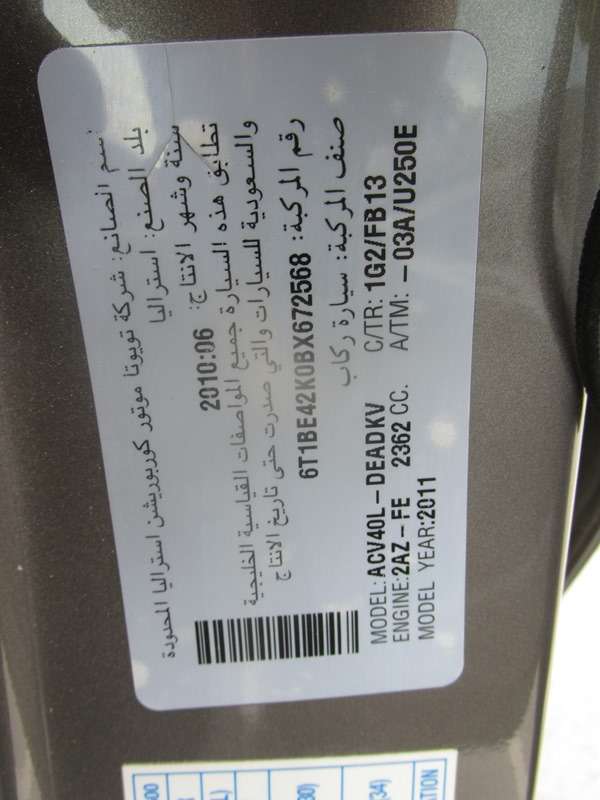 اسم الصانع: شركة تويوتا موتور كوربوريشن استراليا المحدودة
بلد الصنع: استراليا
سنة وشهر الانتاج: 2010:06
تطابق هذه السيارة جميع المواصفات القياسية الخليجية
والسعودية للسيارات والتي صدرت حتى تاريخ الانتاج
رقم المركبة: 6T1BE42K0BX672568
صنف المركبة: سيارة ركاب
MODEL: ACV40L-DEADKV C/TR: 1G2/FB13
ENGINE:2AZ-FE 2362 CC. A/TM: -03A/U250E
MODEL YEAR:2011